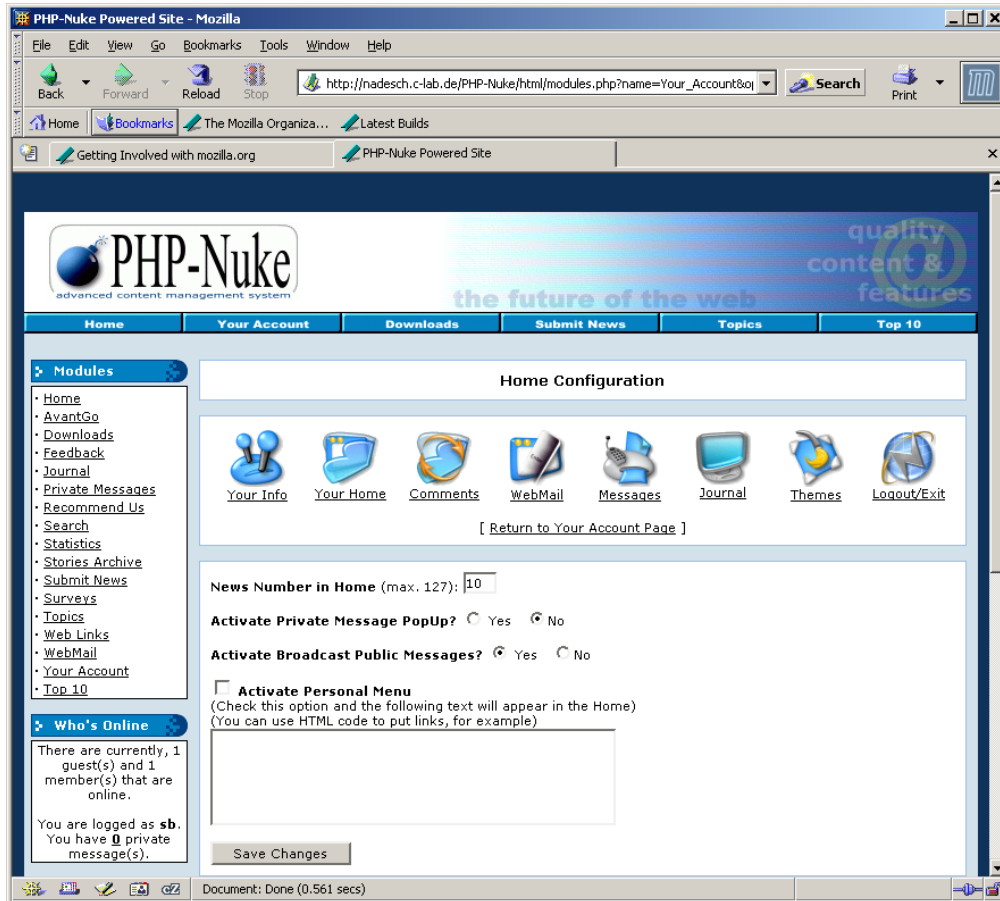 PHP-Nuke Powered Site - Mozilla
File Edit View Go Bookmarks Tools Window Help
Back Forward Reload Stop http://nadesch.c-lab.de/PHP-Nuke/html/modules.php?name=Your_Account&op Search Print
Home Bookmarks The Mozilla Organiza... Latest Builds
Getting Involved with mozilla.org PHP-Nuke Powered Site
PHP-Nuke
advanced content management system
the future of the web
quality
content &
features
@
Home Your Account Downloads Submit News Topics Top 10
Modules
· Home
· AvantGo
· Downloads
· Feedback
· Journal
· Private Messages
· Recommend Us
· Search
· Statistics
· Stories Archive
· Submit News
· Surveys
· Topics
· Web Links
· WebMail
· Your Account
· Top 10
Who's Online
There are currently, 1
guest(s) and 1
member(s) that are
online.
You are logged as sb.
You have 0 private
message(s).
Home Configuration
Your Info Your Home Comments WebMail Messages Journal Themes Logout/Exit
[ Return to Your Account Page ]
News Number in Home (max. 127): 10
Activate Private Message PopUp? Yes No
Activate Broadcast Public Messages? Yes No
Activate Personal Menu
(Check this option and the following text will appear in the Home)
(You can use HTML code to put links, for example)
Save Changes
Document: Done (0.561 secs)